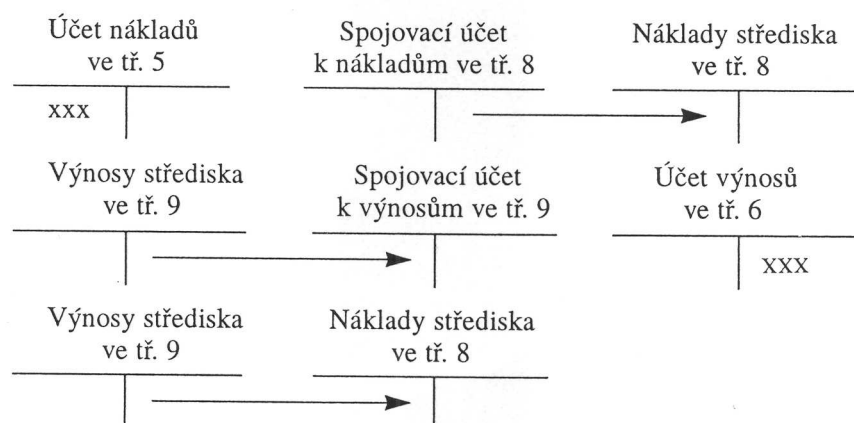 Účet nákladů
ve tř. 5
Spojovací účet
k nákladům ve tř. 8
Náklady střediska
ve tř. 8
xxx
Výnosy střediska
ve tř. 9
Spojovací účet
k výnosům ve tř. 9
Účet výnosů
ve tř. 6
xxx
Výnosy střediska
ve tř. 9
Náklady střediska
ve tř. 8